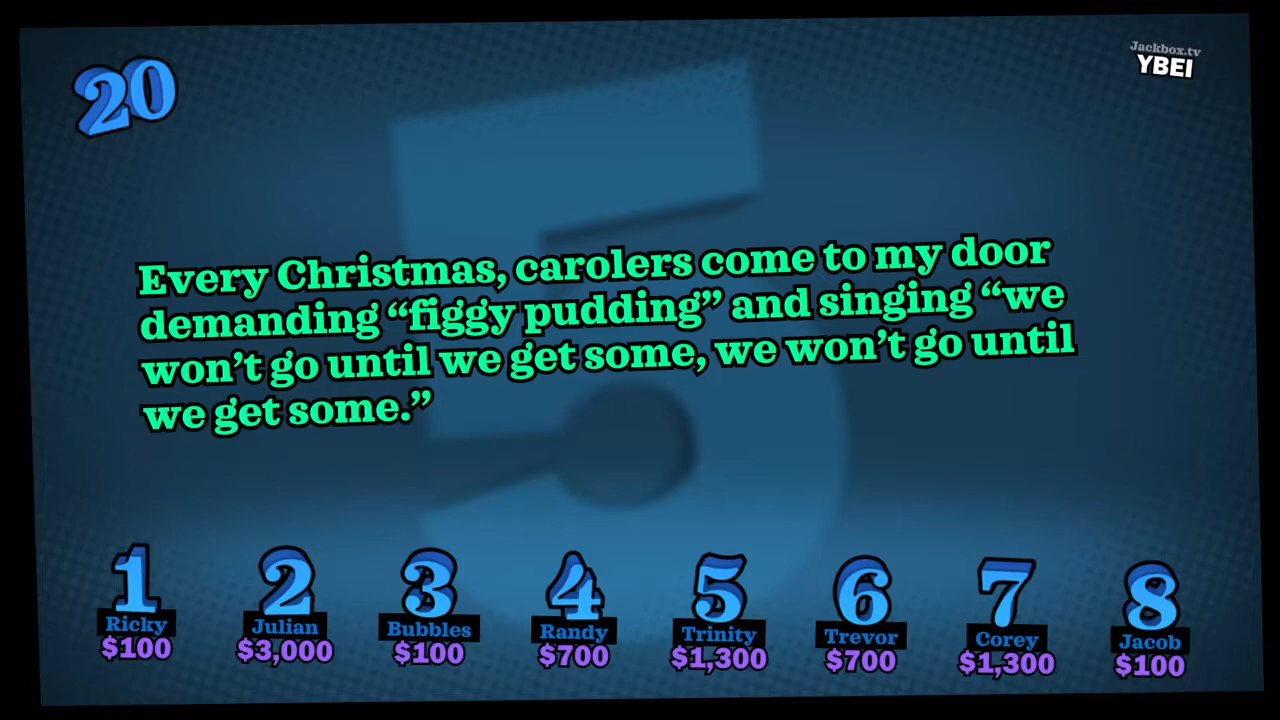 20
Jackbox.tv
YBEI
Every Christmas, carolers come to my door
demanding “figgy pudding” and singing “we
won’t go until we get some, we won’t go until
we get some.”
5
1 2 3 4 5 6 7 8
Ricky Julian Bubbles Randy Trinity Trevor Corey Jacob
$100 $3,000 $100 $700 $1,300 $700 $1,300 $100